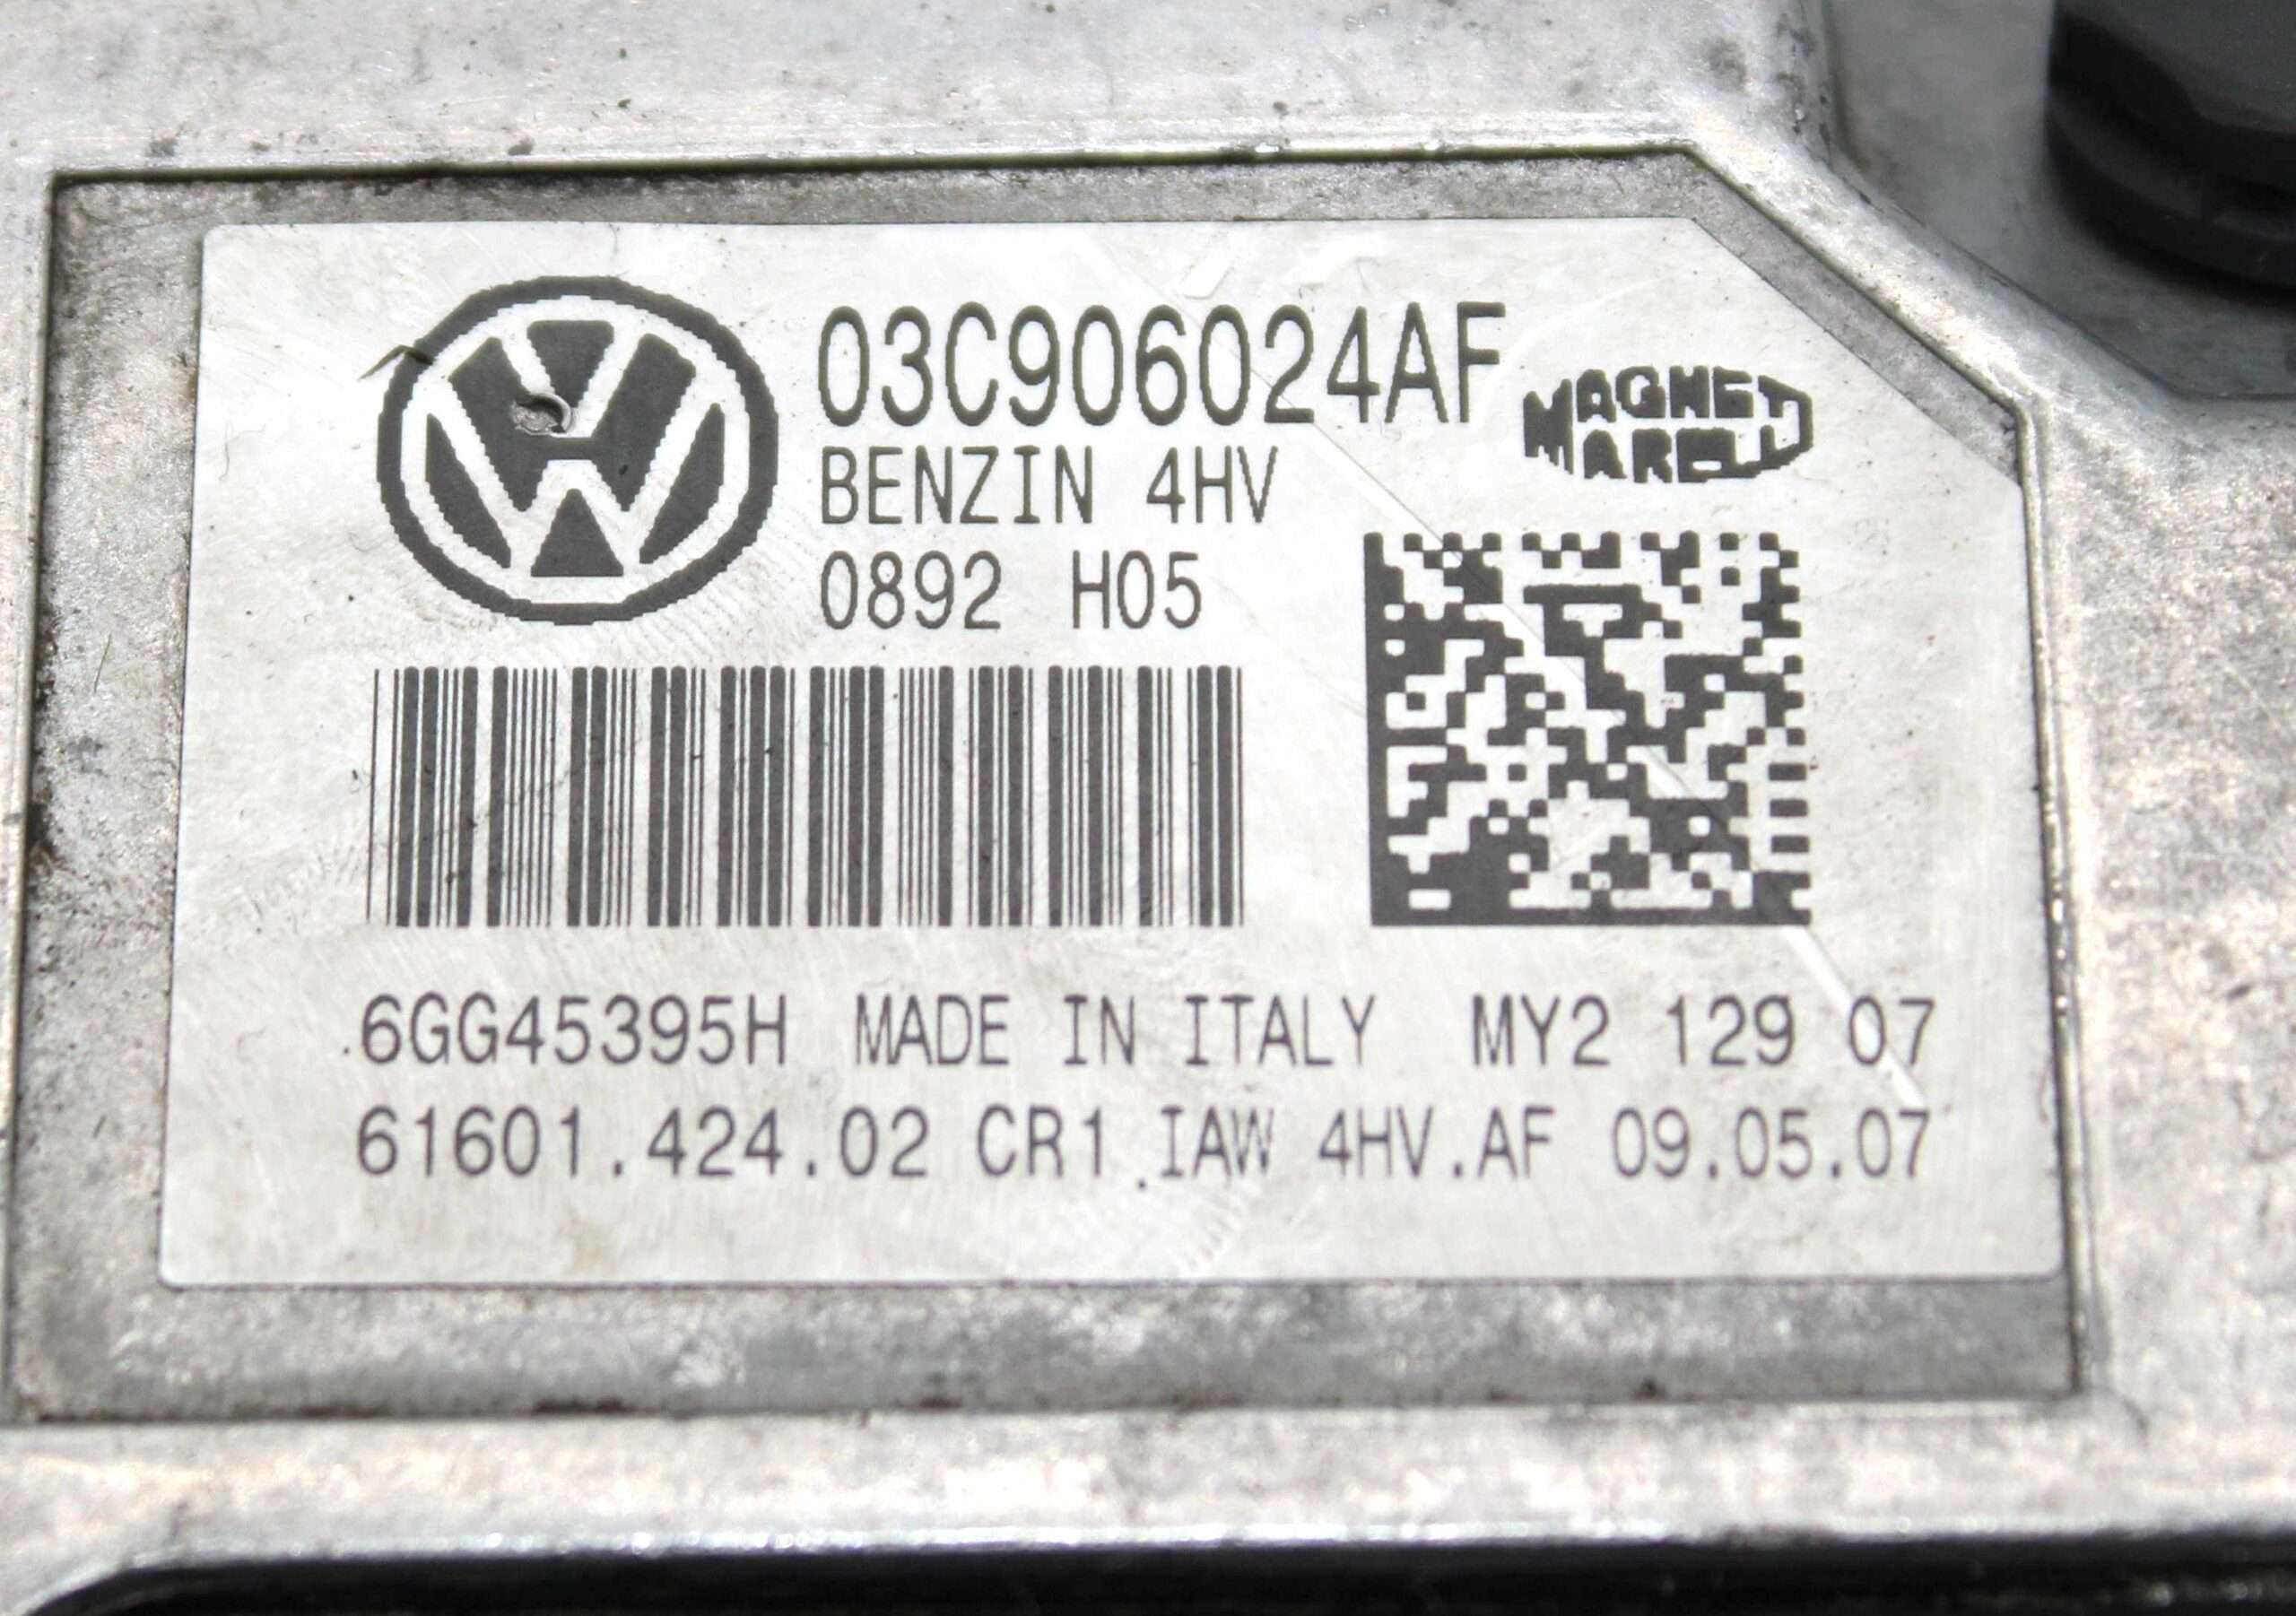 03C906024AF
MAGNETI
MARELLI
BENZIN 4HV
0892 H05
6GG45395H MADE IN ITALY MY2 129 07
61601.424.02 CR1 IAW 4HV.AF 09.05.07